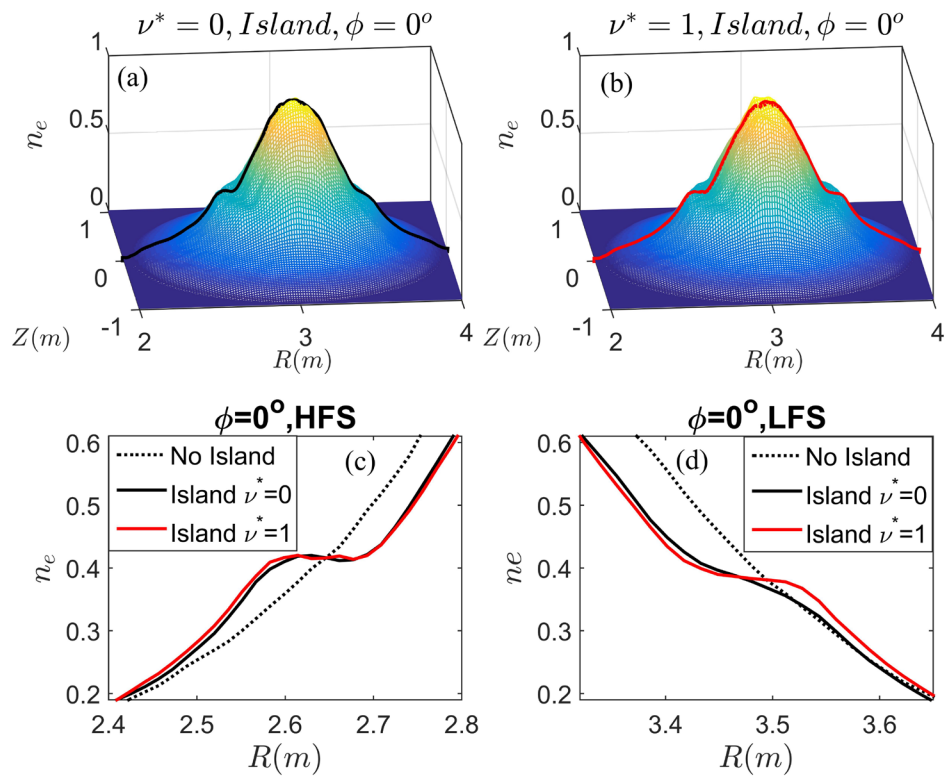 ν* = 0, Island, ϕ = 0°
(a)
1
0.5
0
n_e
1
0
-1
Z(m)
2
3
4
R(m)
ν* = 1, Island, ϕ = 0°
(b)
1
0.5
0
n_e
1
0
-1
Z(m)
2
3
4
R(m)
ϕ=0°,HFS
(c)
No Island
Island ν*=0
Island ν*=1
0.6
0.5
0.4
0.3
0.2
n_e
2.4
2.5
2.6
2.7
2.8
R(m)
ϕ=0°,LFS
(d)
No Island
Island ν*=0
Island ν*=1
0.6
0.5
0.4
0.3
0.2
ne
3.4
3.5
3.6
R(m)